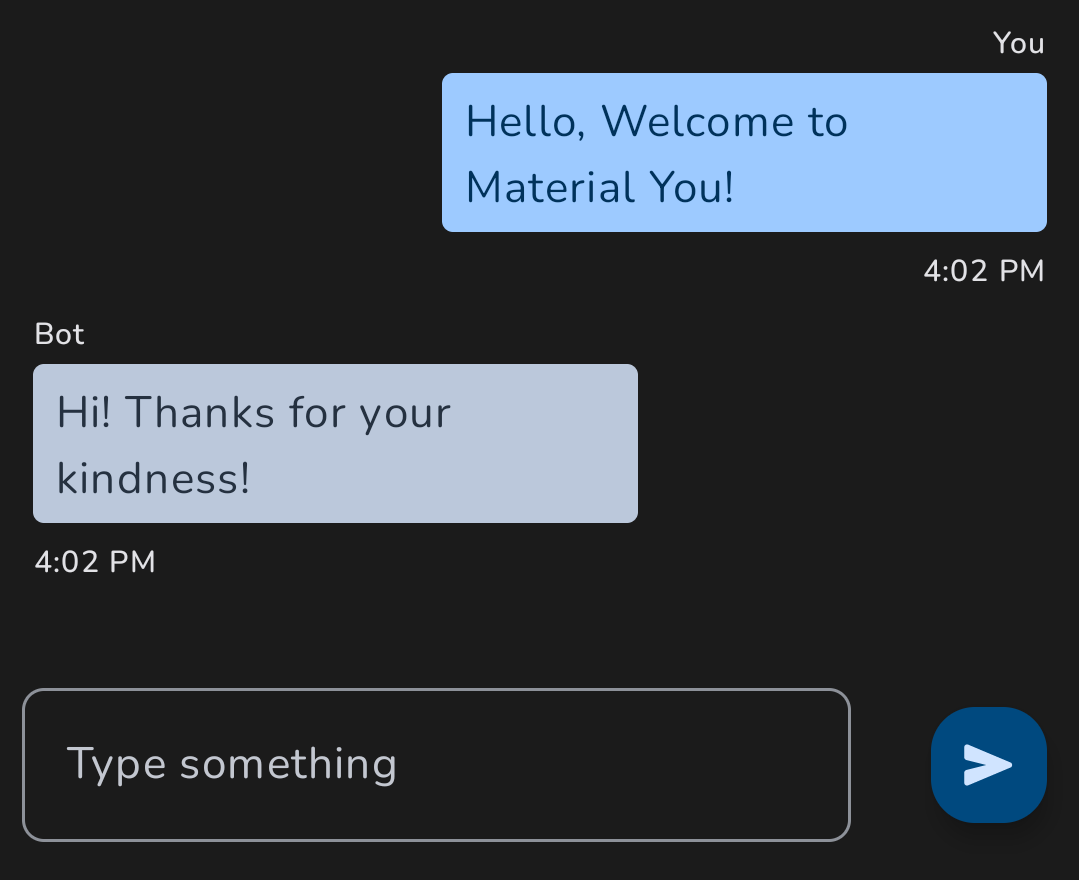 You
Hello, Welcome to
Material You!
4:02 PM
Bot
Hi! Thanks for your
kindness!
4:02 PM
Type something